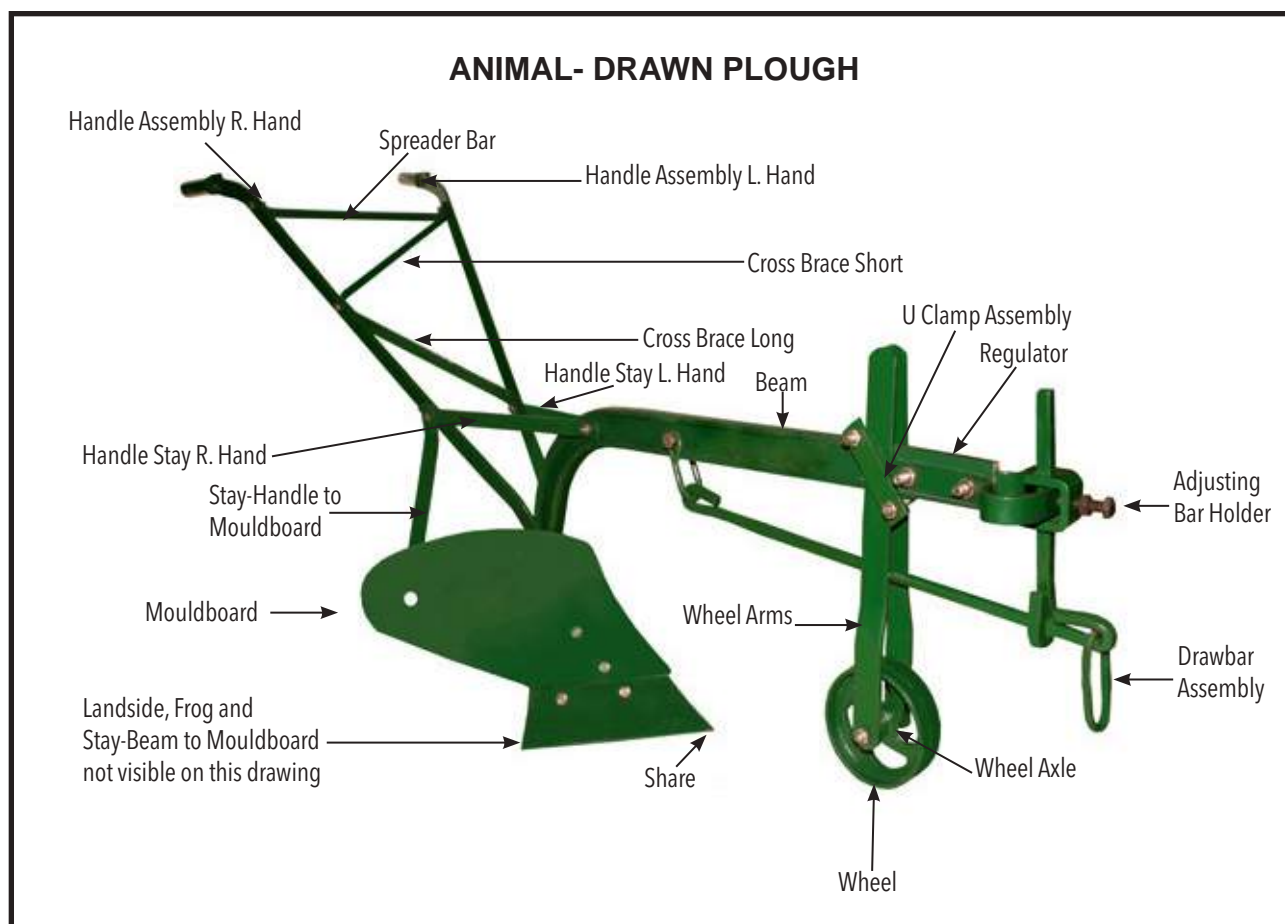 ANIMAL- DRAWN PLOUGH
Handle Assembly R. Hand
Spreader Bar
Handle Assembly L. Hand
Cross Brace Short
U Clamp Assembly
Regulator
Cross Brace Long
Handle Stay L. Hand
Beam
Handle Stay R. Hand
Stay-Handle to
Mouldboard
Adjusting
Bar Holder
Mouldboard
Wheel Arms
Drawbar
Assembly
Landside, Frog and
Stay-Beam to Mouldboard
not visible on this drawing
Share
Wheel Axle
Wheel